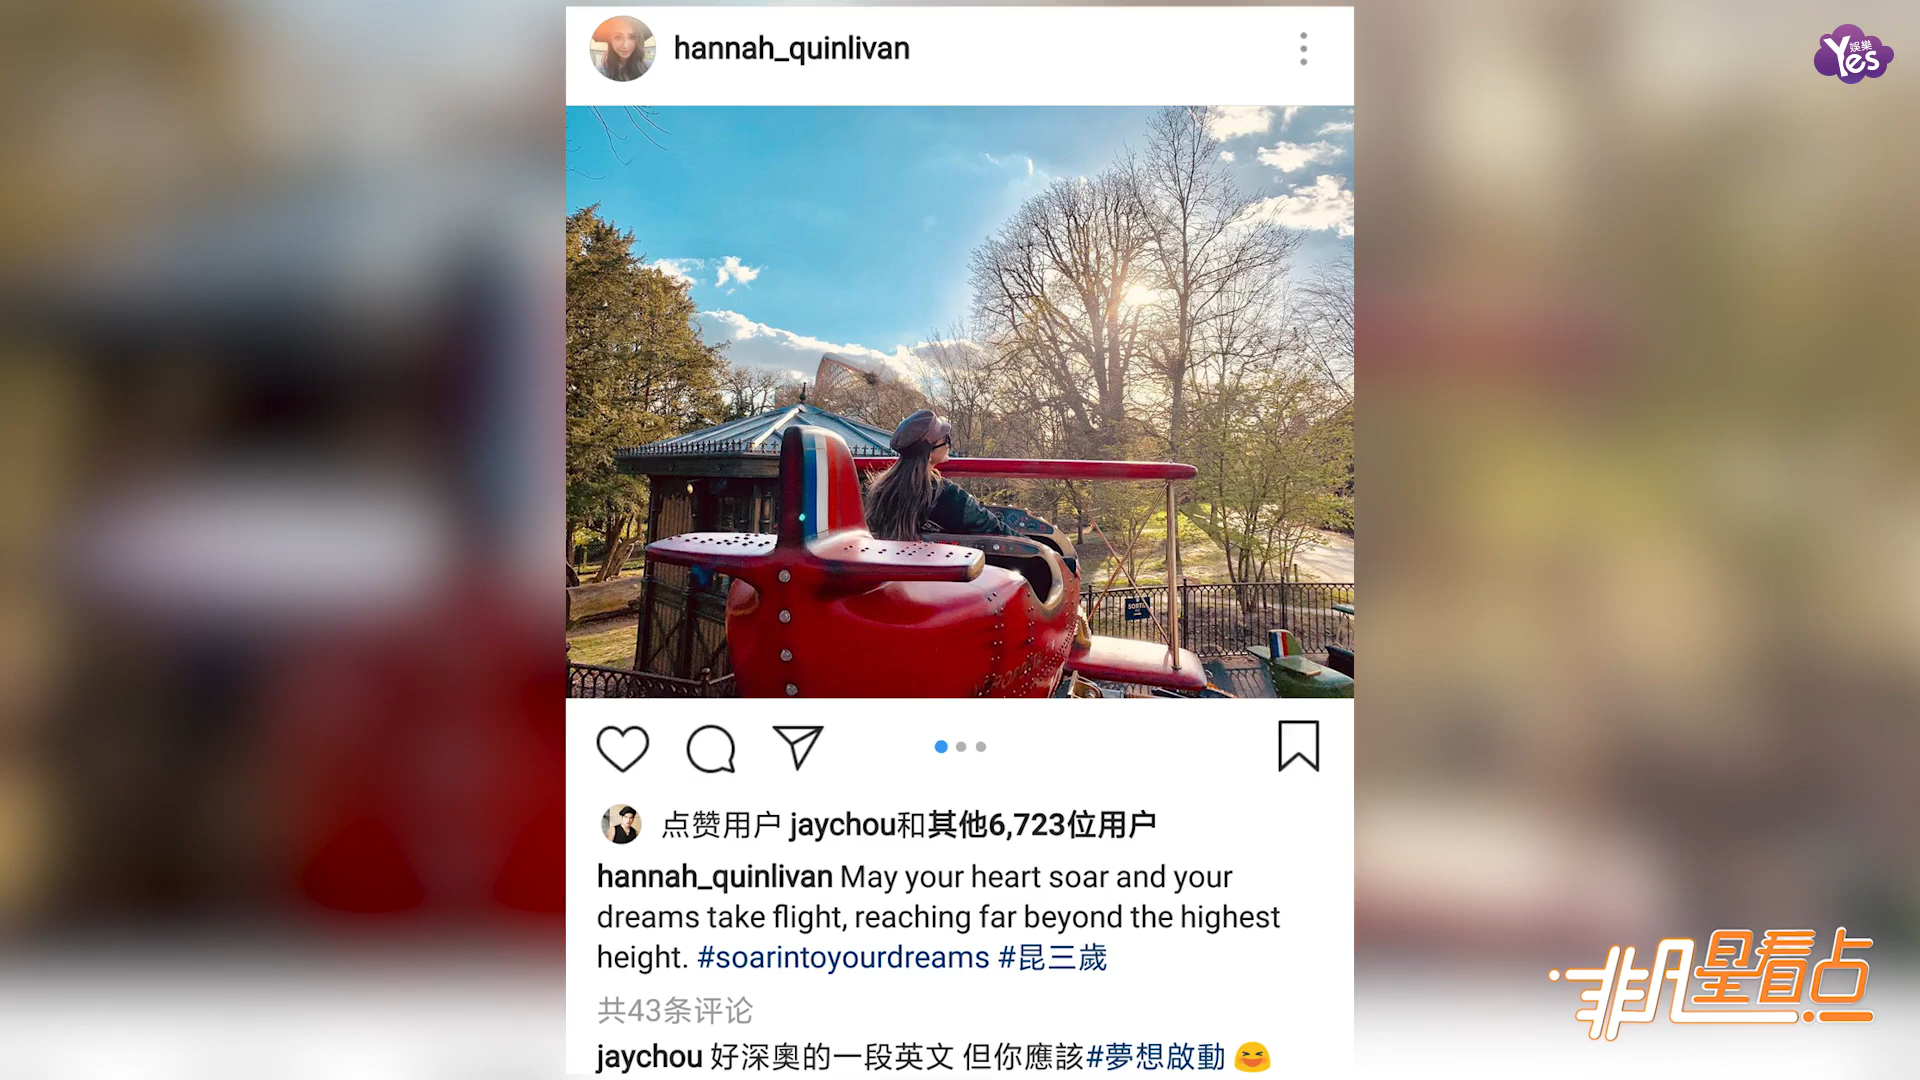 hannah_quinlivan
Yes
娛樂
SORTIE
点赞用户 jaychou和其他6,723位用户
hannah_quinlivan May your heart soar and your
dreams take flight, reaching far beyond the highest
height. #soarintoyourdreams #昆三歲
共43条评论
jaychou 好深奧的一段英文 但你應該#夢想啟動 😆
非凡星看点